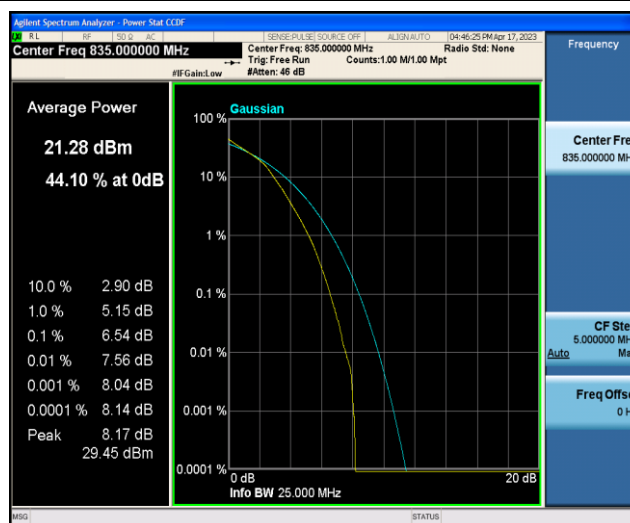 Agilent Spectrum Analyzer - Power Stat CCDF
RL RF 50 Ω AC SENSE:PULSE SOURCE OFF ALIGN AUTO 04:46:25 PM Apr 17, 2023
Center Freq 835.000000 MHz
Center Freq: 835.000000 MHz
Radio Std: None
Trig: Free Run
Counts:1.00 M/1.00 Mpt
#IFGain:Low
#Atten: 46 dB
Average Power
21.28 dBm
44.10 % at 0dB
10.0 % 2.90 dB
1.0 % 5.15 dB
0.1 % 6.54 dB
0.01 % 7.56 dB
0.001 % 8.04 dB
0.0001 % 8.14 dB
Peak 8.17 dB
29.45 dBm
Gaussian
100 %
10 %
1 %
0.1 %
0.01 %
0.001 %
0.0001 %
0 dB 20 dB
Info BW 25.000 MHz
Frequency
Center Fre
835.000000 MH
CF Ste
5.000000 MH
Auto Ma
Freq Offs
0 H
MSG STATUS